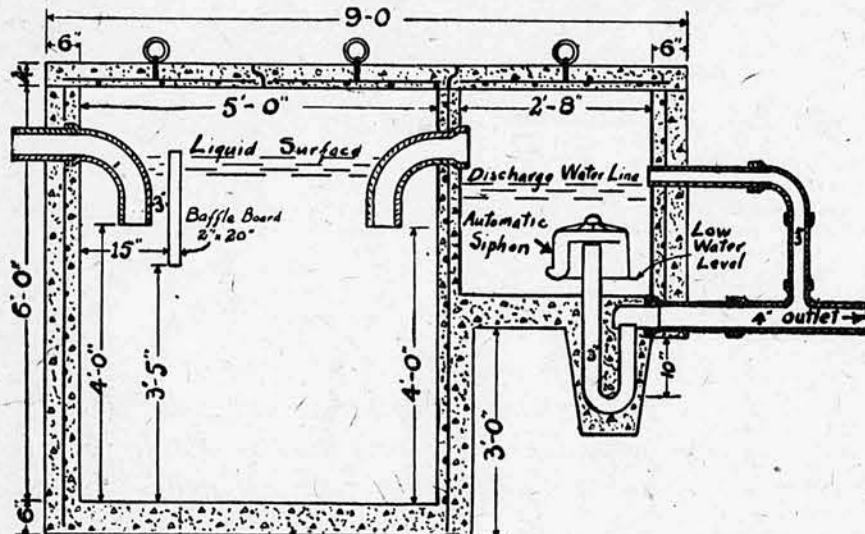 9-0
6"
6"
5'-0"
2'-8"
Liquid Surface
Discharge Water Line
3"
Baffle Board
2" x 20"
15"
Automatic
Siphon
Low
Water
Level
3"
6'-0"
4'-0"
3'-5"
4'-0"
4" outlet
3"
10"
3'-0"
6"